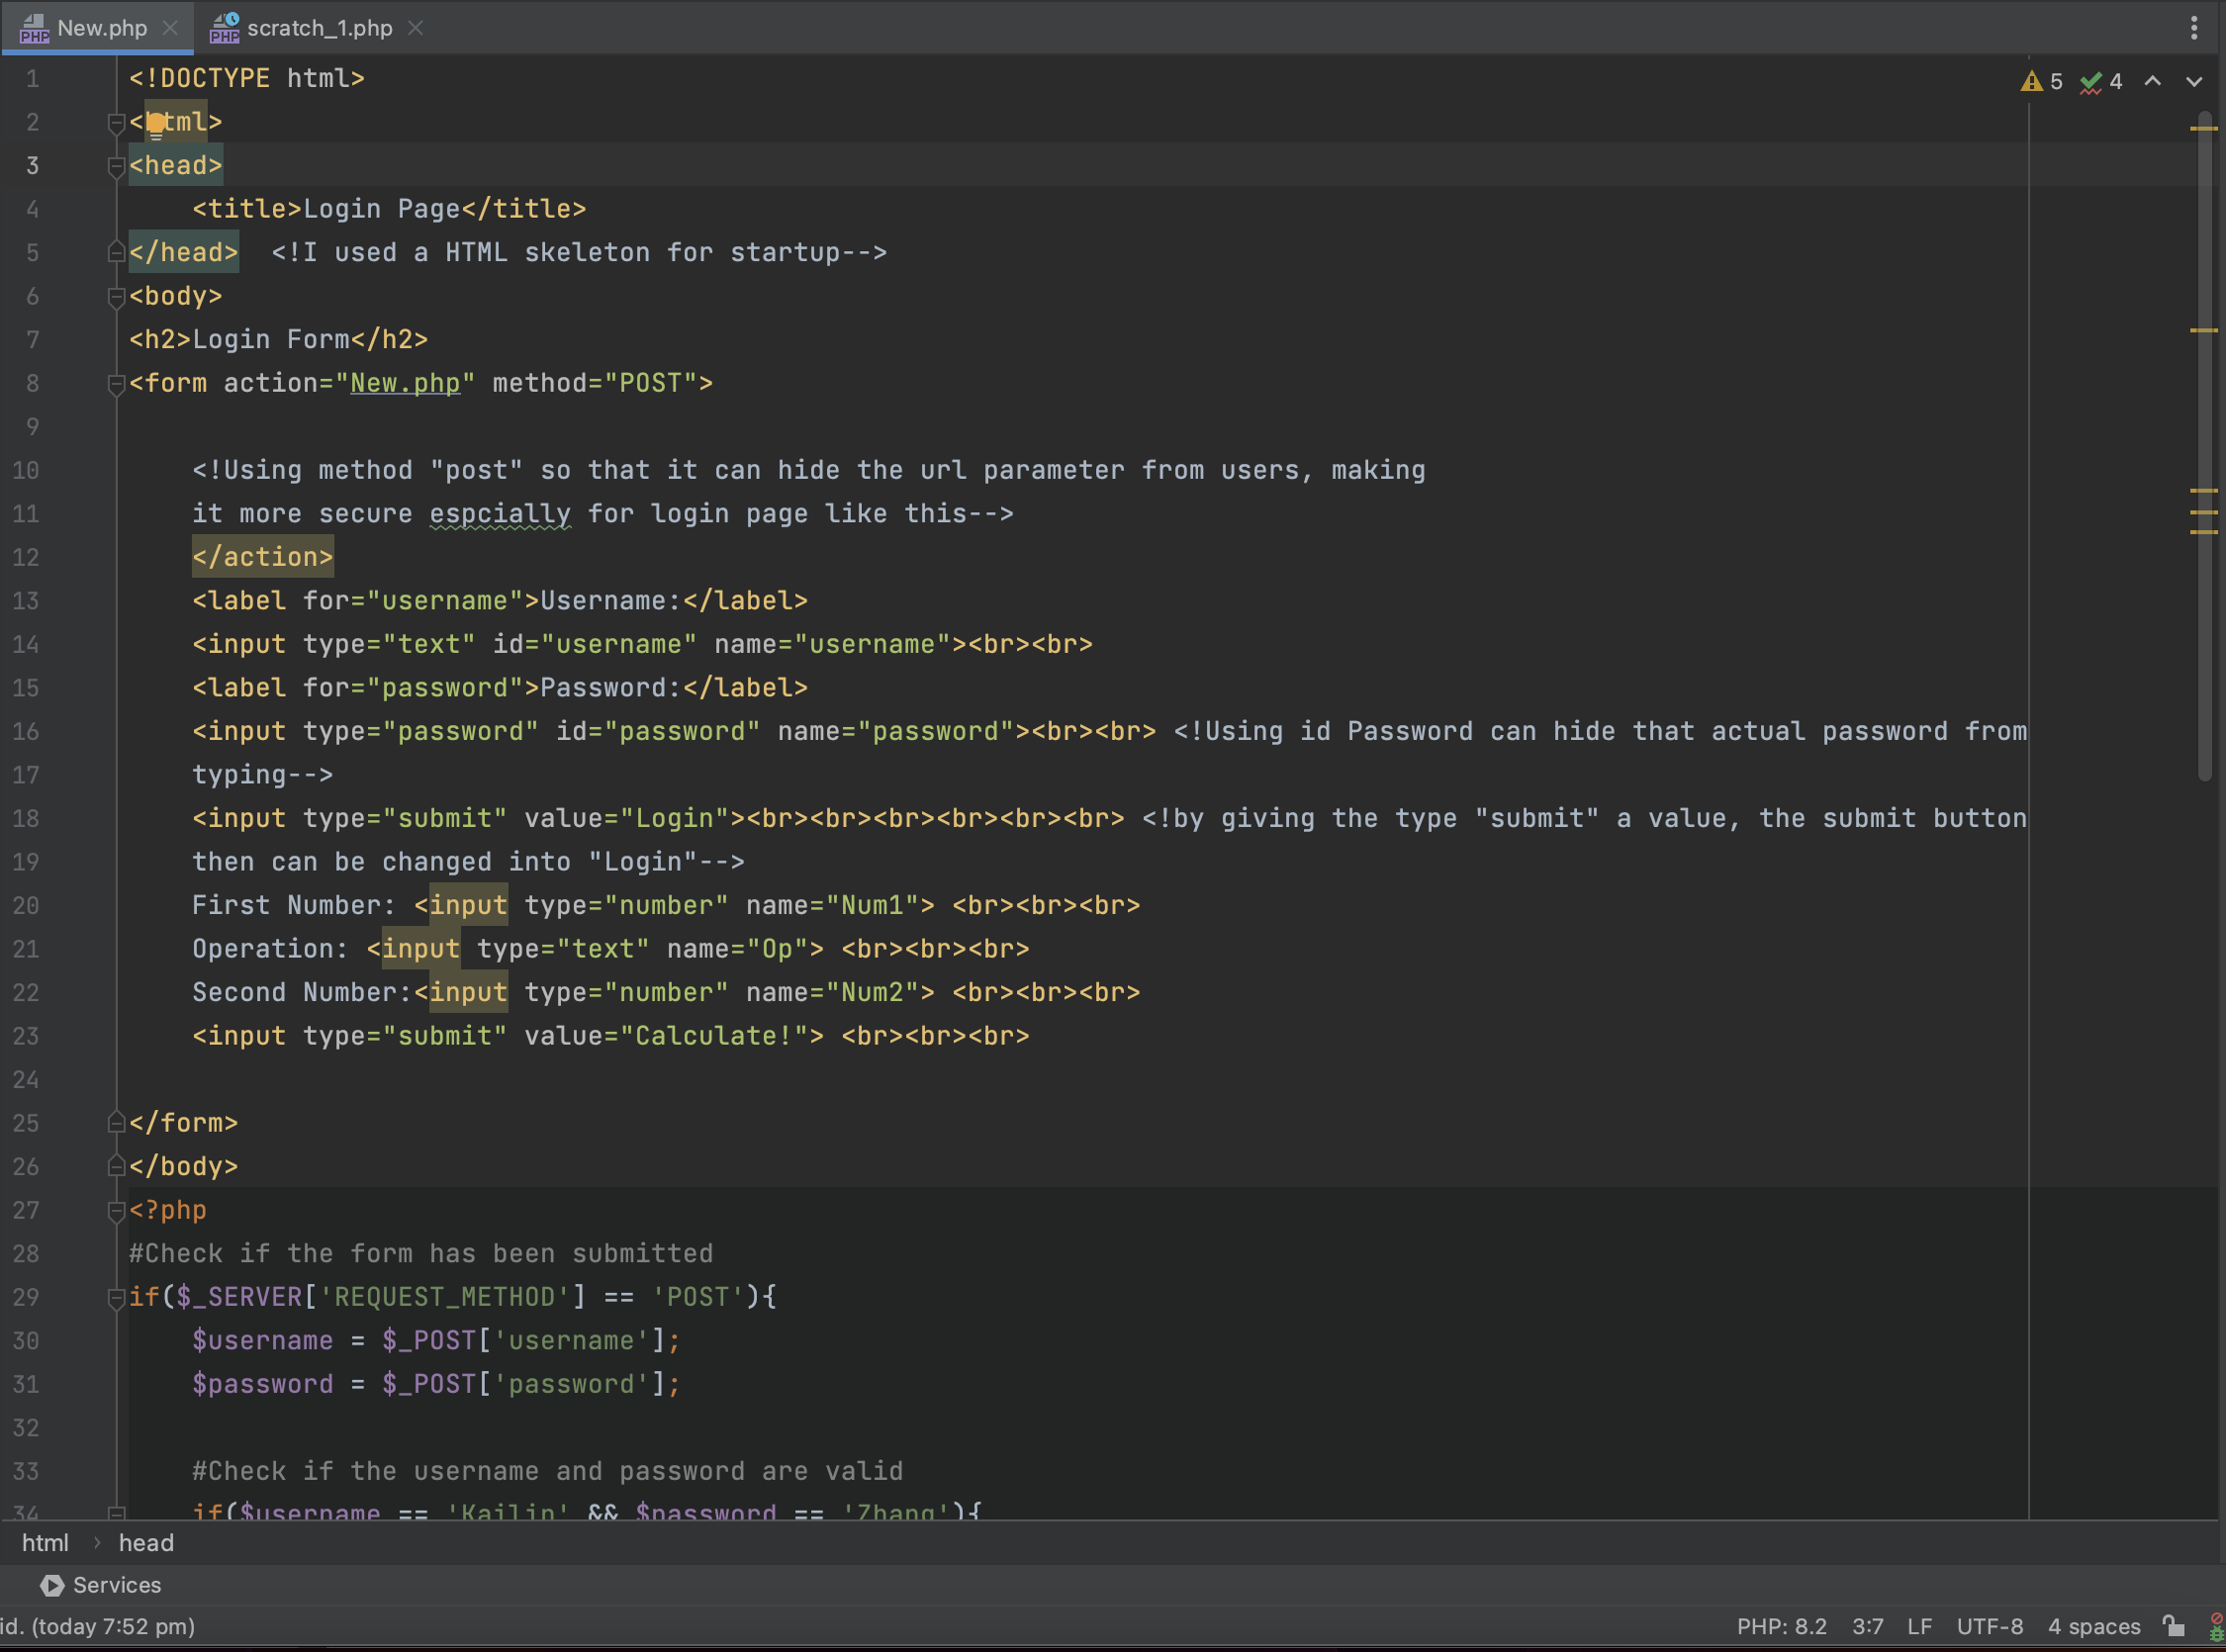 New.php scratch_1.php
1 <!DOCTYPE html> 5 4
2 <html>
3 <head>
4 <title>Login Page</title>
5 </head> <!I used a HTML skeleton for startup-->
6 <body>
7 <h2>Login Form</h2>
8 <form action="New.php" method="POST">
9
10 <!Using method "post" so that it can hide the url parameter from users, making
11 it more secure espcially for login page like this-->
12 </action>
13 <label for="username">Username:</label>
14 <input type="text" id="username" name="username"><br><br>
15 <label for="password">Password:</label>
16 <input type="password" id="password" name="password"><br><br> <!Using id Password can hide that actual password from
17 typing-->
18 <input type="submit" value="Login"><br><br><br><br><br><br> <!by giving the type "submit" a value, the submit button
19 then can be changed into "Login"-->
20 First Number: <input type="number" name="Num1"> <br><br><br>
21 Operation: <input type="text" name="Op"> <br><br><br>
22 Second Number:<input type="number" name="Num2"> <br><br><br>
23 <input type="submit" value="Calculate!"> <br><br><br>
24
25 </form>
26 </body>
27 <?php
28 #Check if the form has been submitted
29 if($_SERVER['REQUEST_METHOD'] == 'POST'){
30 $username = $_POST['username'];
31 $password = $_POST['password'];
32
33 #Check if the username and password are valid
34 if($username == 'Kailin' && $password == 'Zhang'){
html › head
Services
id. (today 7:52 pm) PHP: 8.2 3:7 LF UTF-8 4 spaces